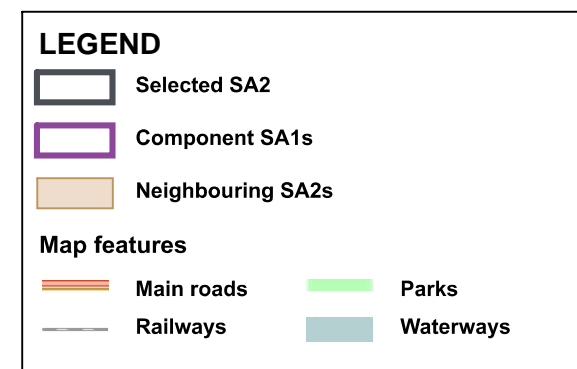 LEGEND
Selected SA2
Component SA1s
Neighbouring SA2s
Map features
Main roads
Parks
Railways
Waterways